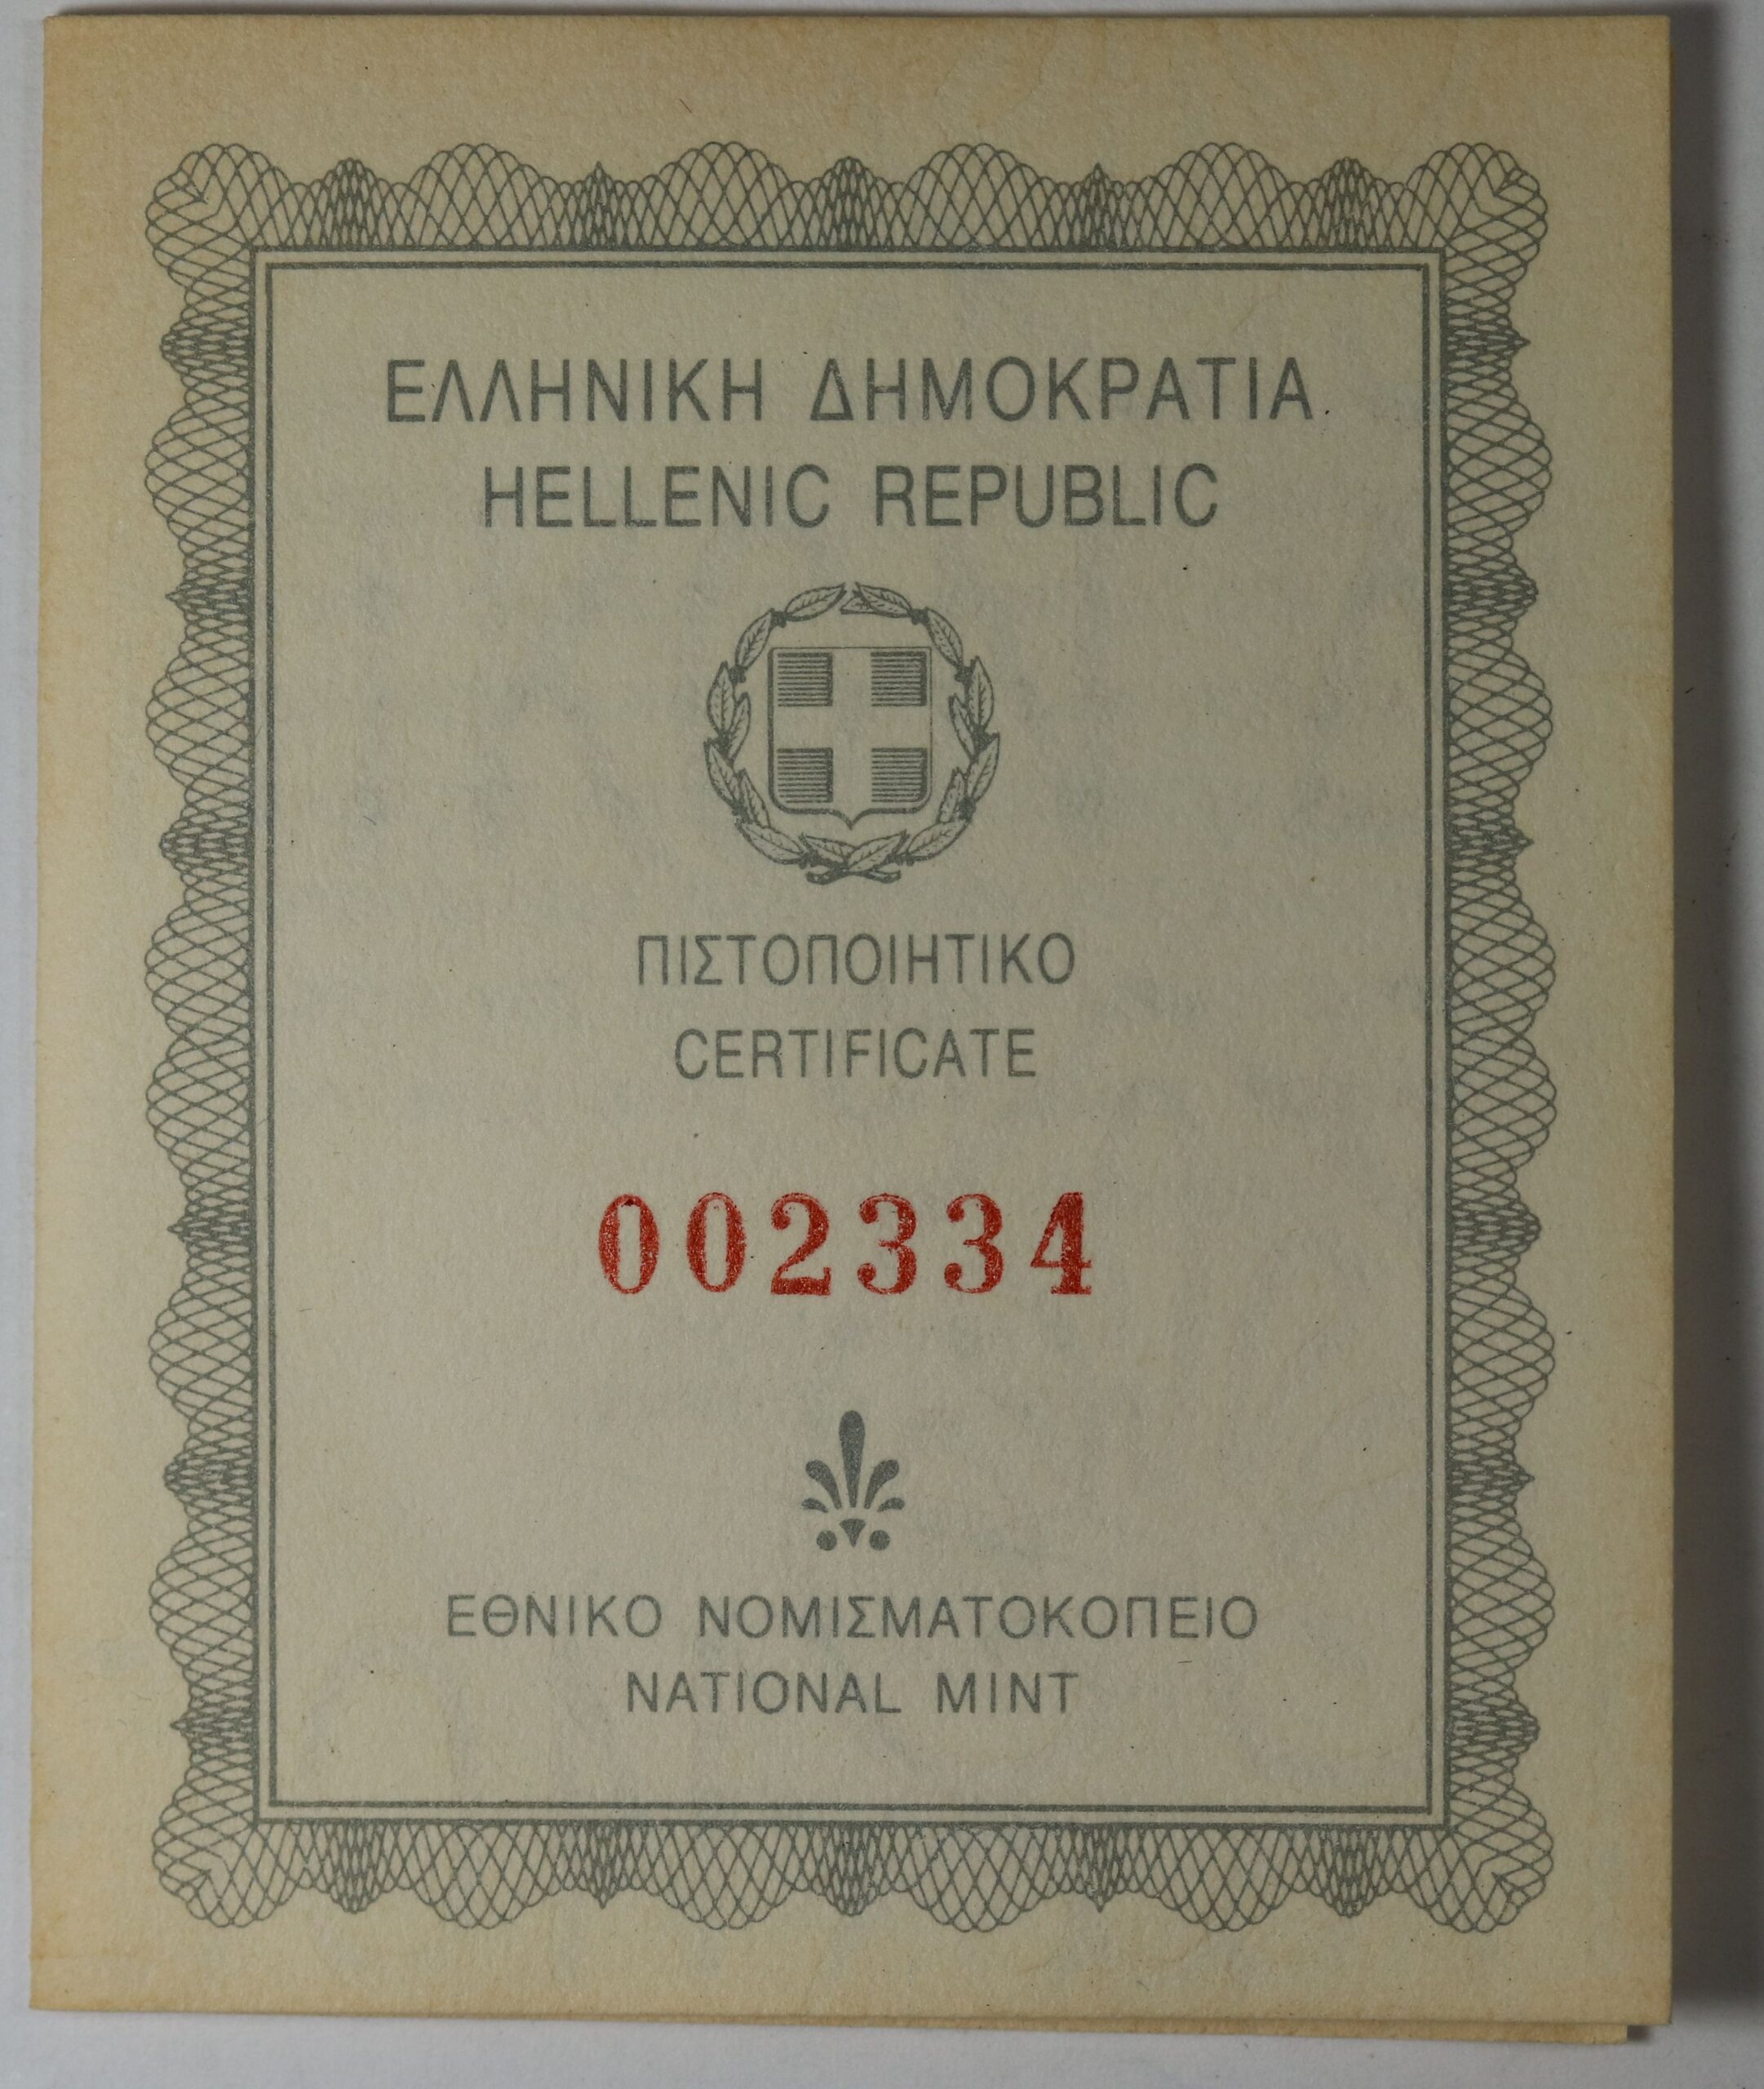 ΕΛΛΗΝΙΚΗ ΔΗΜΟΚΡΑΤΙΑ
HELLENIC REPUBLIC
ΠΙΣΤΟΠΟΙΗΤΙΚΟ
CERTIFICATE
002334
ΕΘΝΙΚΟ ΝΟΜΙΣΜΑΤΟΚΟΠΕΙΟ
NATIONAL MINT